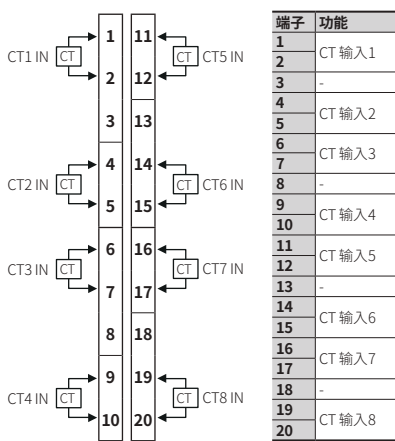 1 11
CT1 IN CT CT CT5 IN
2 12
3 13
4 14
CT2 IN CT CT CT6 IN
5 15
6 16
CT3 IN CT CT CT7 IN
7 17
8 18
9 19
CT4 IN CT CT CT8 IN
10 20
端子 功能
1
CT 输入1
2
3 -
4
CT 输入2
5
6
CT 输入3
7
8 -
9
CT 输入4
10
11
CT 输入5
12
13 -
14
CT 输入6
15
16
CT 输入7
17
18 -
19
CT 输入8
20